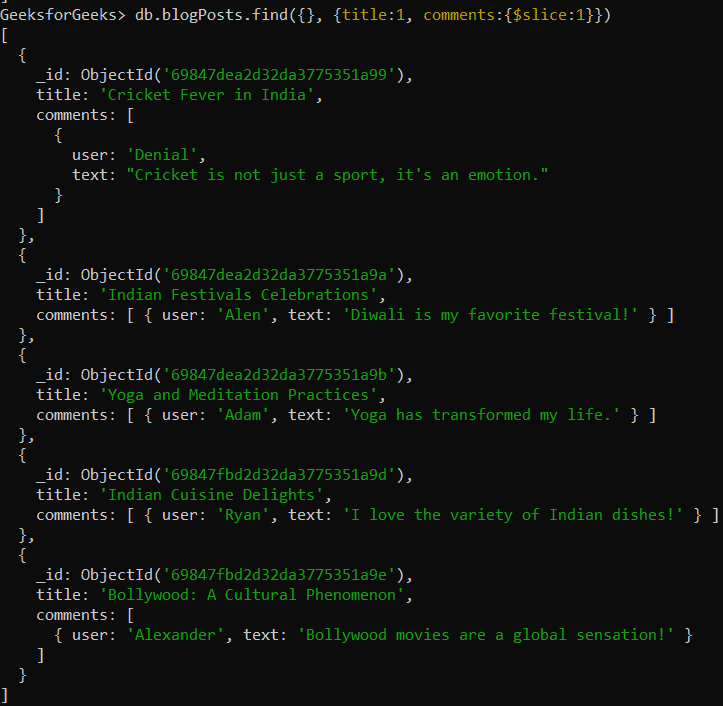 GeeksforGeeks> db.blogPosts.find({}, {title:1, comments:{$slice:1}})
[
  {
    _id: ObjectId('69847dea2d32da3775351a99'),
    title: 'Cricket Fever in India',
    comments: [
      {
        user: 'Denial',
        text: "Cricket is not just a sport, it's an emotion."
      }
    ]
  },
  {
    _id: ObjectId('69847dea2d32da3775351a9a'),
    title: 'Indian Festivals Celebrations',
    comments: [ { user: 'Alen', text: 'Diwali is my favorite festival!' } ]
  },
  {
    _id: ObjectId('69847dea2d32da3775351a9b'),
    title: 'Yoga and Meditation Practices',
    comments: [ { user: 'Adam', text: 'Yoga has transformed my life.' } ]
  },
  {
    _id: ObjectId('69847fbd2d32da3775351a9d'),
    title: 'Indian Cuisine Delights',
    comments: [ { user: 'Ryan', text: 'I love the variety of Indian dishes!' } ]
  },
  {
    _id: ObjectId('69847fbd2d32da3775351a9e'),
    title: 'Bollywood: A Cultural Phenomenon',
    comments: [
      { user: 'Alexander', text: 'Bollywood movies are a global sensation!' }
    ]
  }
]